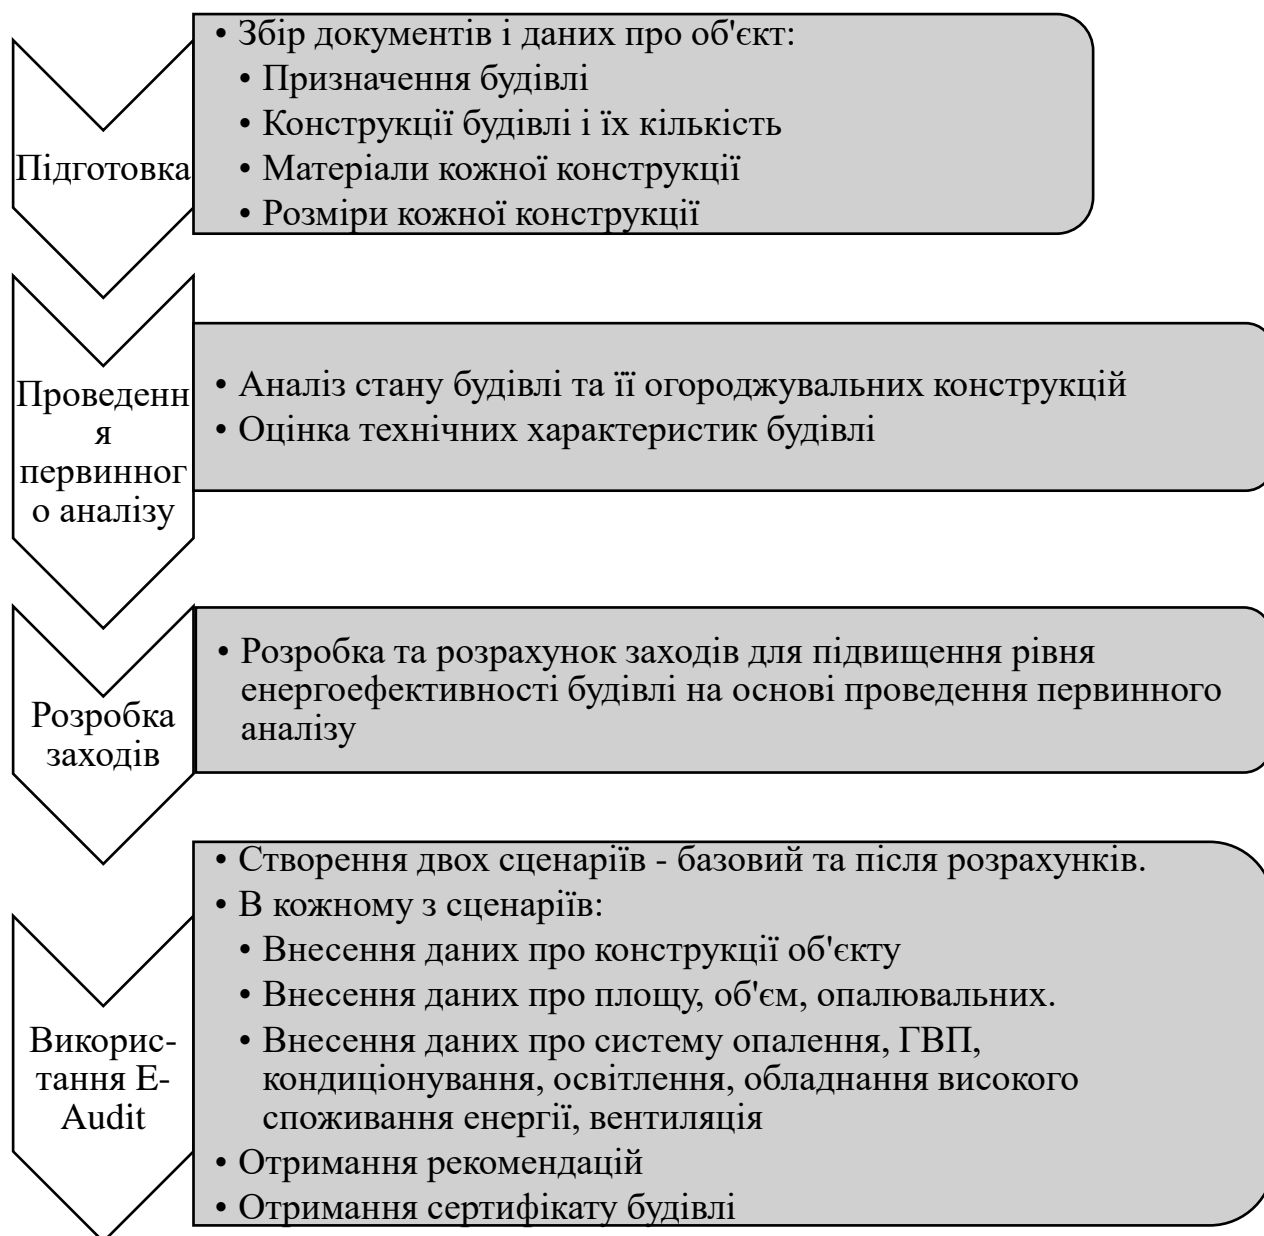 Підготовка
• Збір документів і даних про об'єкт:
• Призначення будівлі
• Конструкції будівлі і їх кількість
• Матеріали кожної конструкції
• Розміри кожної конструкції
Проведенн
я
первинног
о аналізу
• Аналіз стану будівлі та її огороджувальних конструкцій
• Оцінка технічних характеристик будівлі
Розробка
заходів
• Розробка та розрахунок заходів для підвищення рівня
енергоефективності будівлі на основі проведення первинного
аналізу
Викорис-
тання E-
Audit
• Створення двох сценаріїв - базовий та після розрахунків.
• В кожному з сценаріїв:
• Внесення даних про конструкції об'єкту
• Внесення даних про площу, об'єм, опалювальних.
• Внесення даних про систему опалення, ГВП,
кондиціонування, освітлення, обладнання високого
споживання енергії, вентиляція
• Отримання рекомендацій
• Отримання сертифікату будівлі